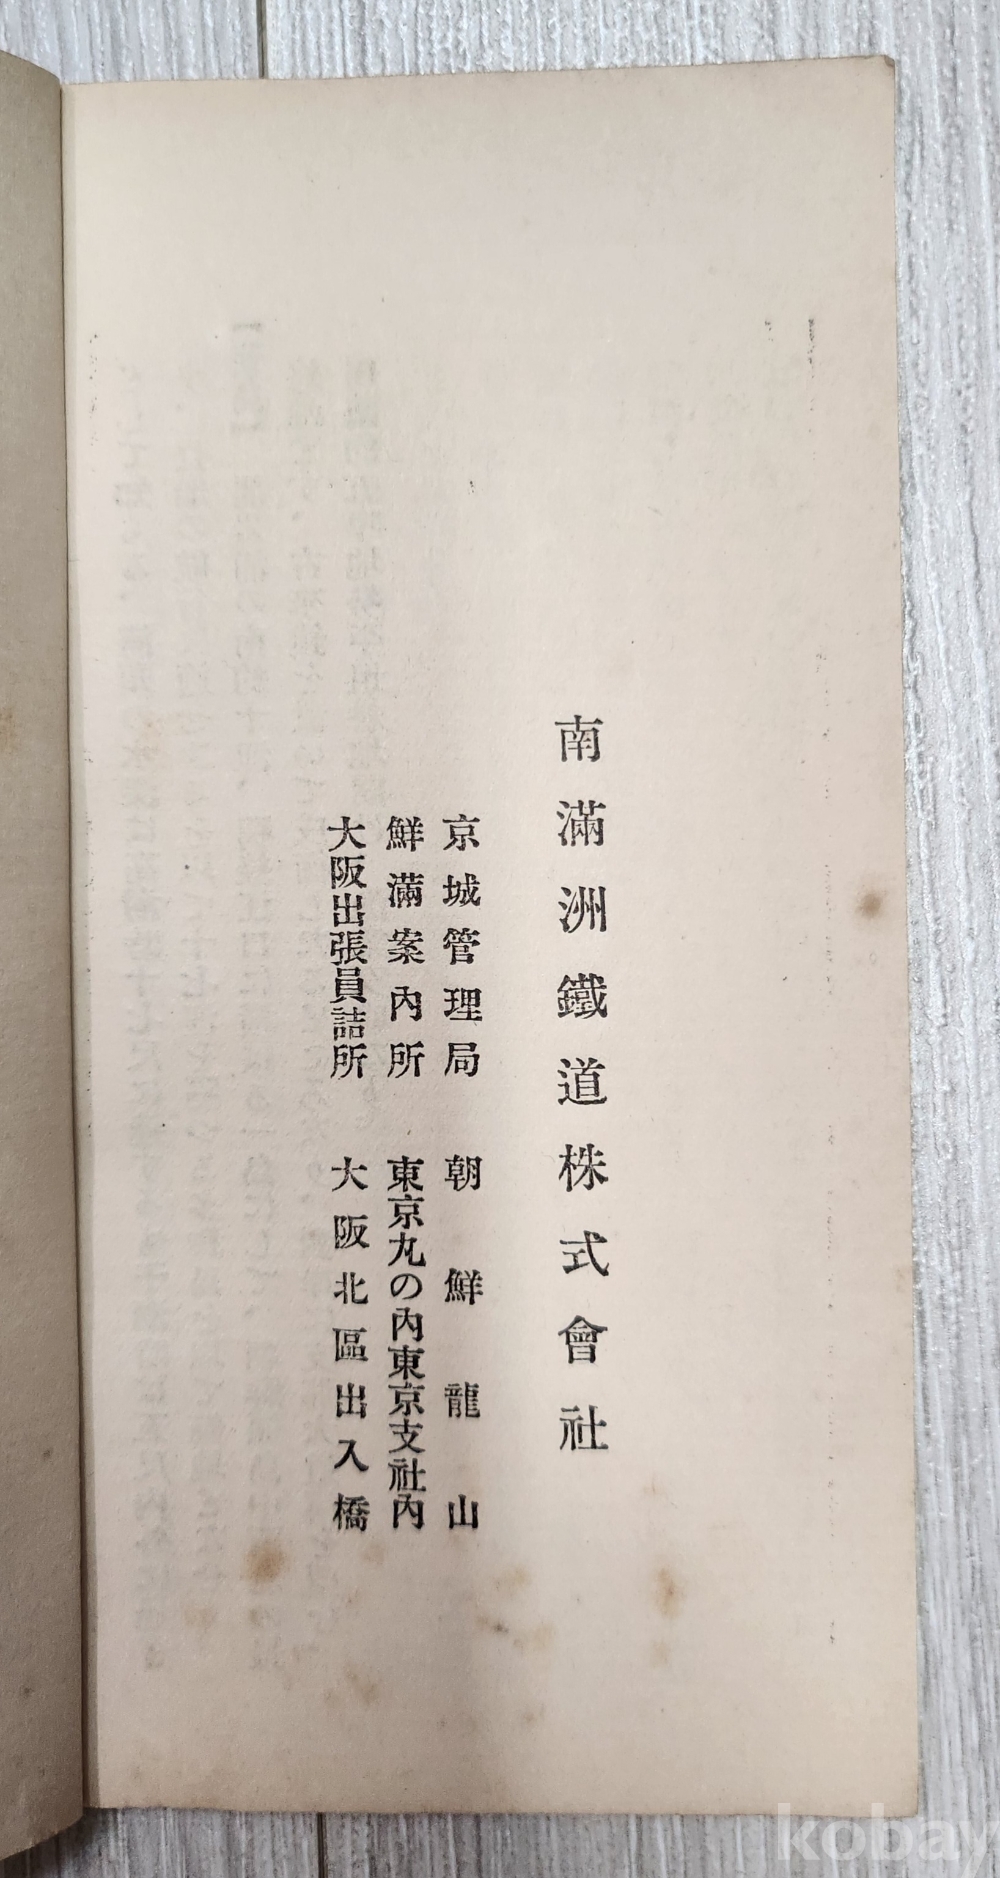 南滿洲鐵道株式會社
京城管理局 朝鮮龍山
鮮滿案內所 東京丸の內東京支社內
大阪出張員詰所 大阪北區出入橋
kobay